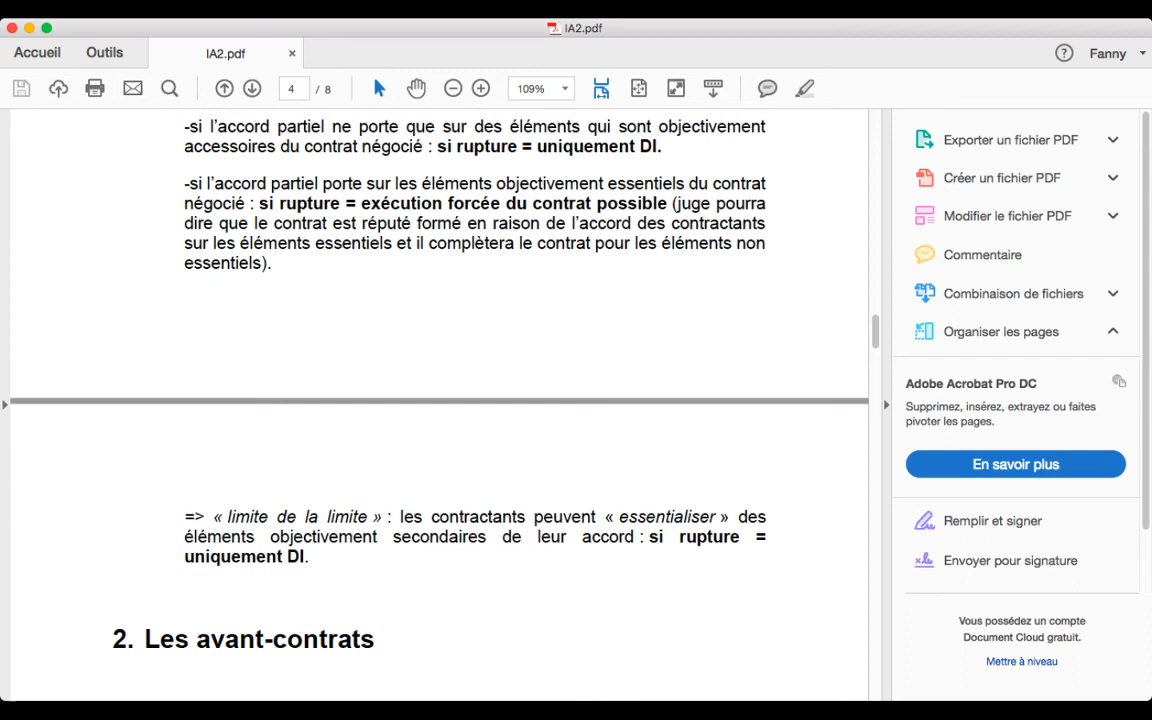 IA2.pdf
Accueil
Outils
IA2.pdf
×
?
Fanny
4
/ 8
109%
-si l'accord partiel ne porte que sur des éléments qui sont objectivement
accessoires du contrat négocié : si rupture = uniquement DI.
-si l'accord partiel porte sur les éléments objectivement essentiels du contrat
négocié : si rupture = exécution forcée du contrat possible (juge pourra
dire que le contrat est réputé formé en raison de l'accord des contractants
sur les éléments essentiels et il complètera le contrat pour les éléments non
essentiels).
=> « limite de la limite » : les contractants peuvent « essentialiser » des
éléments objectivement secondaires de leur accord : si rupture =
uniquement DI.
2. Les avant-contrats
Exporter un fichier PDF
Créer un fichier PDF
Modifier le fichier PDF
Commentaire
Combinaison de fichiers
Organiser les pages
Adobe Acrobat Pro DC
Supprimez, insérez, extrayez ou faites
pivoter les pages.
En savoir plus
Remplir et signer
Envoyer pour signature
Vous possédez un compte
Document Cloud gratuit.
Mettre à niveau